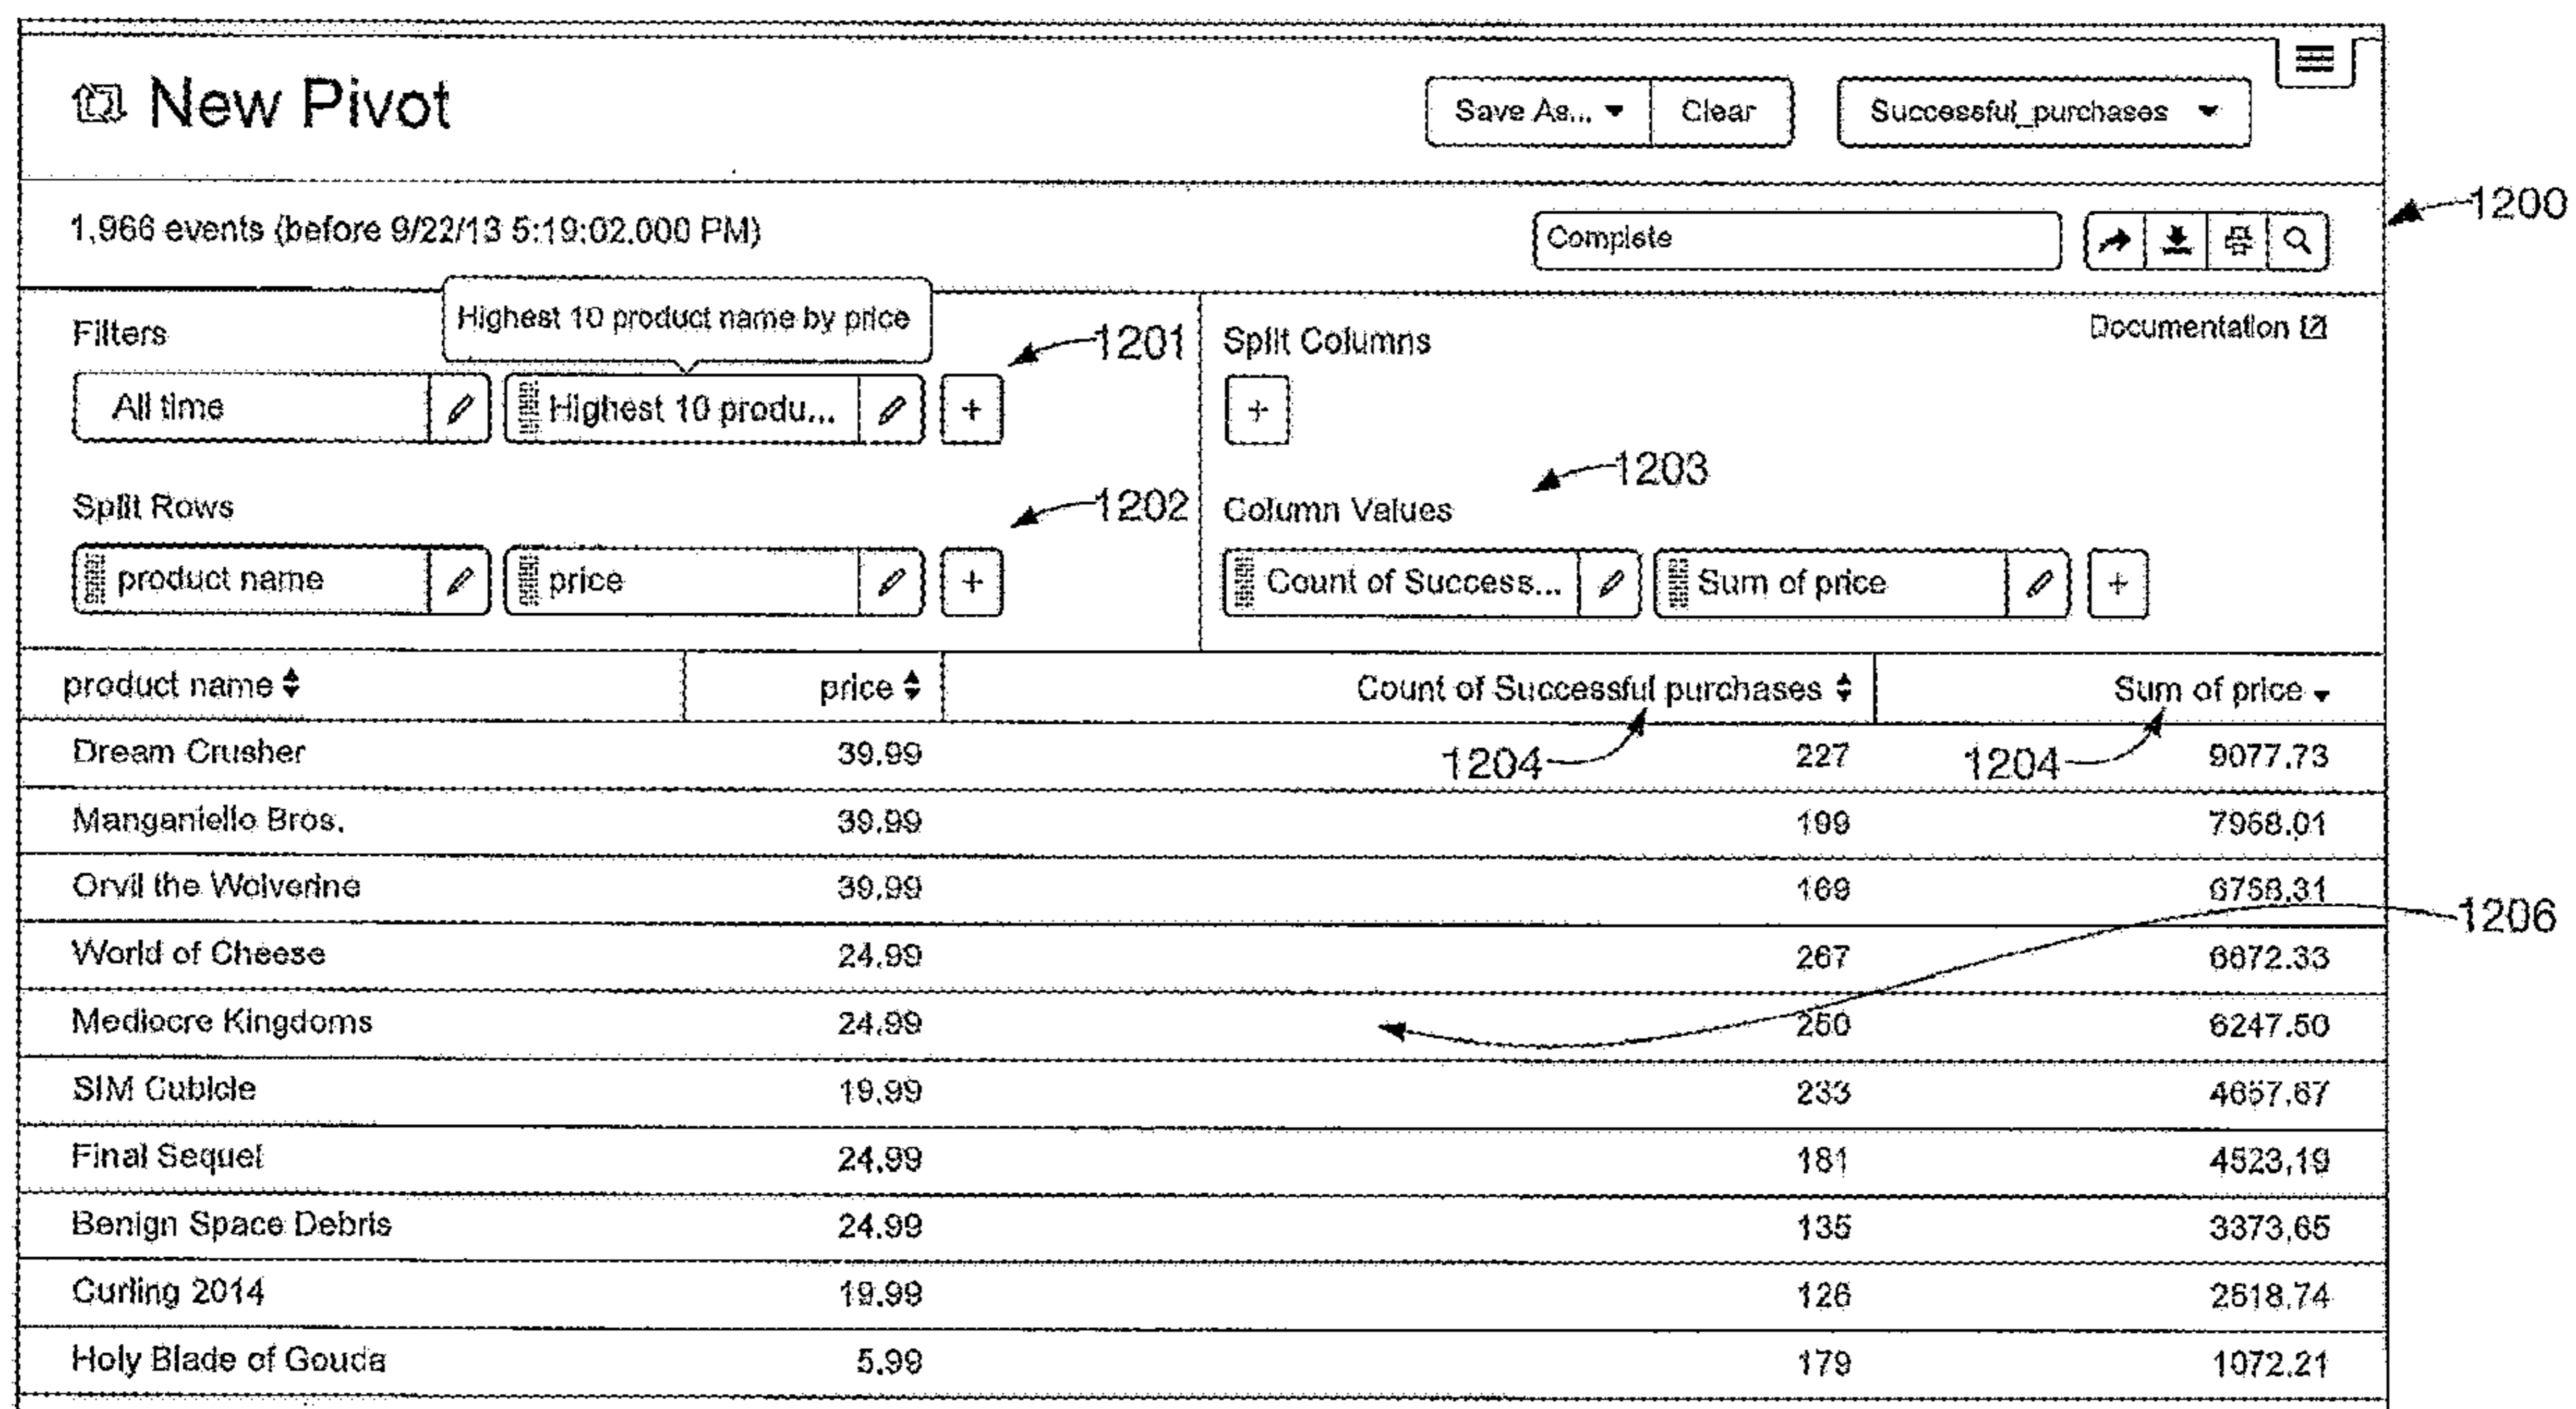 New Pivot
Save As... Clear Successful_purchases
1200
1,966 events (before 9/22/13 5:19:02.000 PM) Complete
Highest 10 product name by price
Filters 1201 Split Columns Documentation
All time Highest 10 produ... + +
1203
Split Rows 1202 Column Values
product name price + Count of Success... Sum of price +
product name price Count of Successful purchases Sum of price
Dream Crusher 39.99 1204 227 1204 9077.73
Manganiello Bros. 39.99 199 7958.01
Orvil the Wolverine 39.99 169 6758.31
1206
World of Cheese 24.99 267 6672.33
Mediocre Kingdoms 24.99 250 6247.50
SIM Cubicle 19.99 233 4657.67
Final Sequel 24.99 181 4523.19
Benign Space Debris 24.99 135 3373.65
Curling 2014 19.99 126 2518.74
Holy Blade of Gouda 5.99 179 1072.21